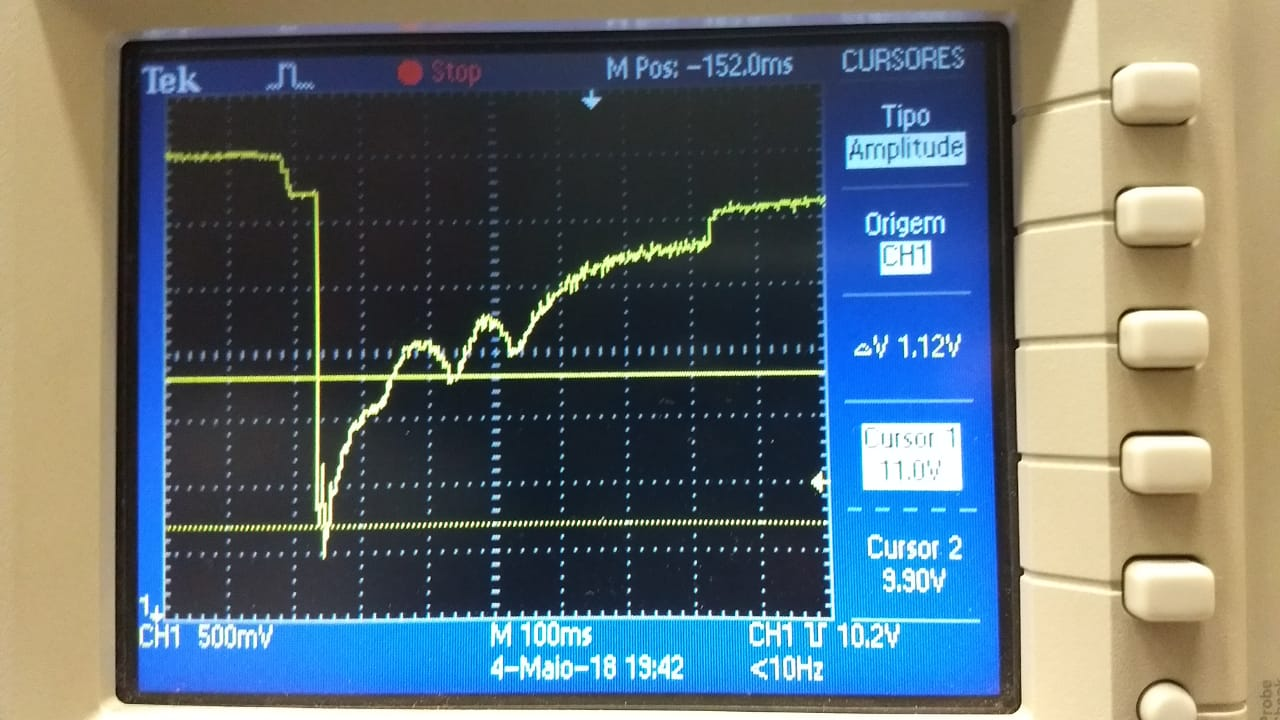 Tek Stop M Pos: -152.0ms CURSORES
Tipo
Amplitude
Origem
CH1
△V 1.12V
Cursor 1
11.0V
Cursor 2
9.90V
1
CH1 500mV M 100ms CH1 10.2V
4-Maio-18 19:42 <10Hz